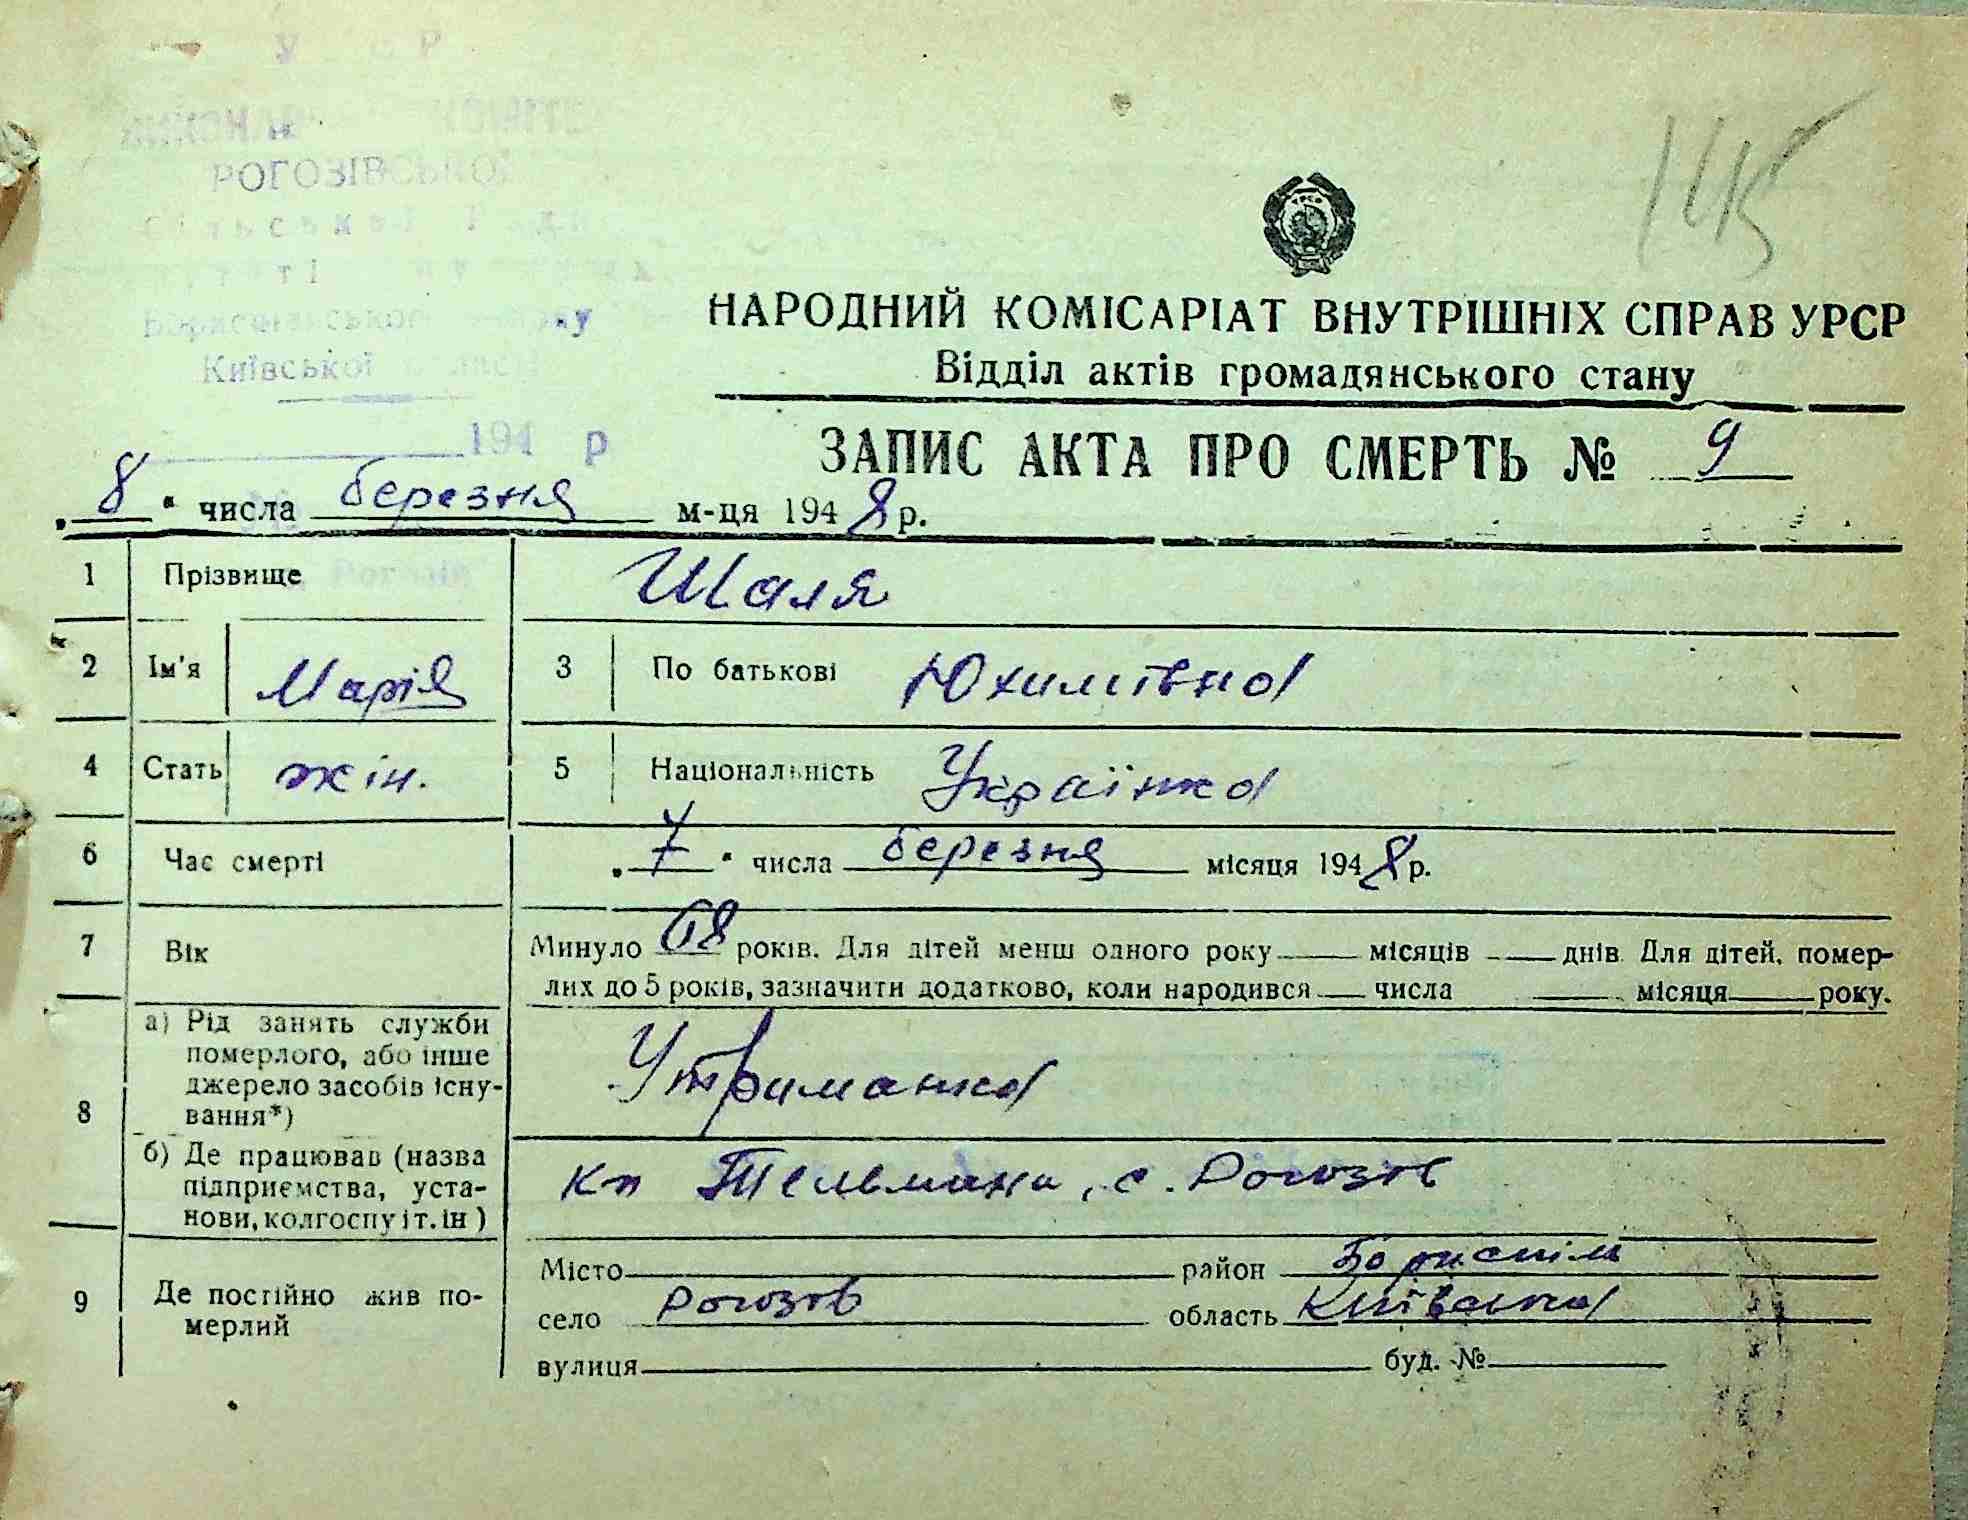 РОГОЗІВСЬКОЇ
Київської
194 р
145
УРСР
НАРОДНИЙ КОМІСАРІАТ ВНУТРІШНІХ СПРАВ УРСР
Відділ актів громадянського стану
ЗАПИС АКТА ПРО СМЕРТЬ № 9
„8“ числа березня м-ця 1948 р.
1 Прізвище Шаля
2 Ім'я Марія 3 По батькові Юхимівна
4 Стать жін. 5 Національність Українка
6 Час смерті „7“ числа березня місяця 1948 р.
7 Вік Минуло 68 років. Для дітей менш одного року місяців днів. Для дітей, помер-
лих до 5 років, зазначити додатково, коли народився числа місяця року.
8 а) Рід занять служби
померлого, або інше
джерело засобів існу-
вання*) Утриманка
б) Де працював (назва
підприємства, уста-
нови, колгоспу і т. ін) кп Тельмана, с. Рогозов
9 Де постійно жив по-
мерлий
Місто район Бориспіль
село Рогозов область Київська
вулиця буд. №